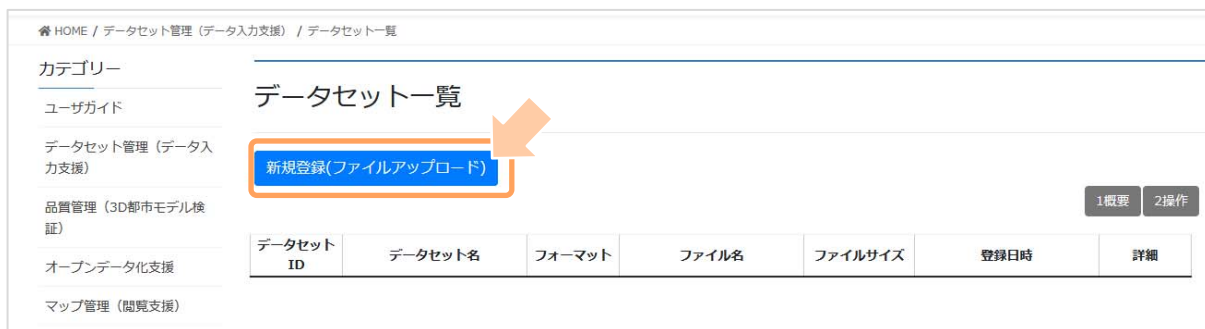 HOME / データセット管理（データ入力支援） / データセット一覧
カテゴリー
ユーザガイド
データセット管理（データ入
力支援）
品質管理（3D都市モデル検
証）
オープンデータ化支援
マップ管理（閲覧支援）
データセット一覧
新規登録(ファイルアップロード)
1概要 2操作
データセット
ID
データセット名 フォーマット ファイル名 ファイルサイズ 登録日時 詳細